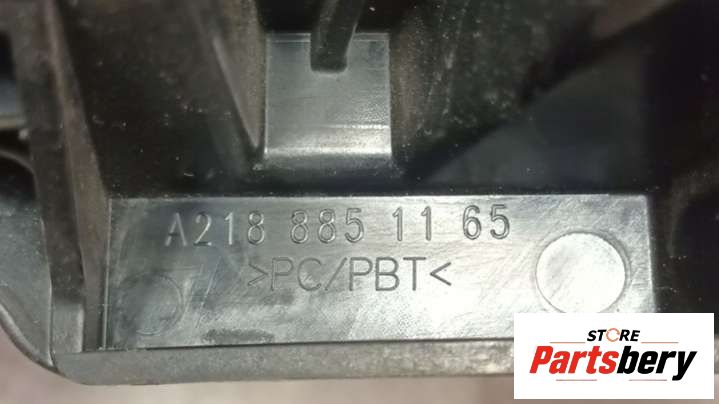 A218 885 11 65
>PC/PBT<
STORE
Partsbery